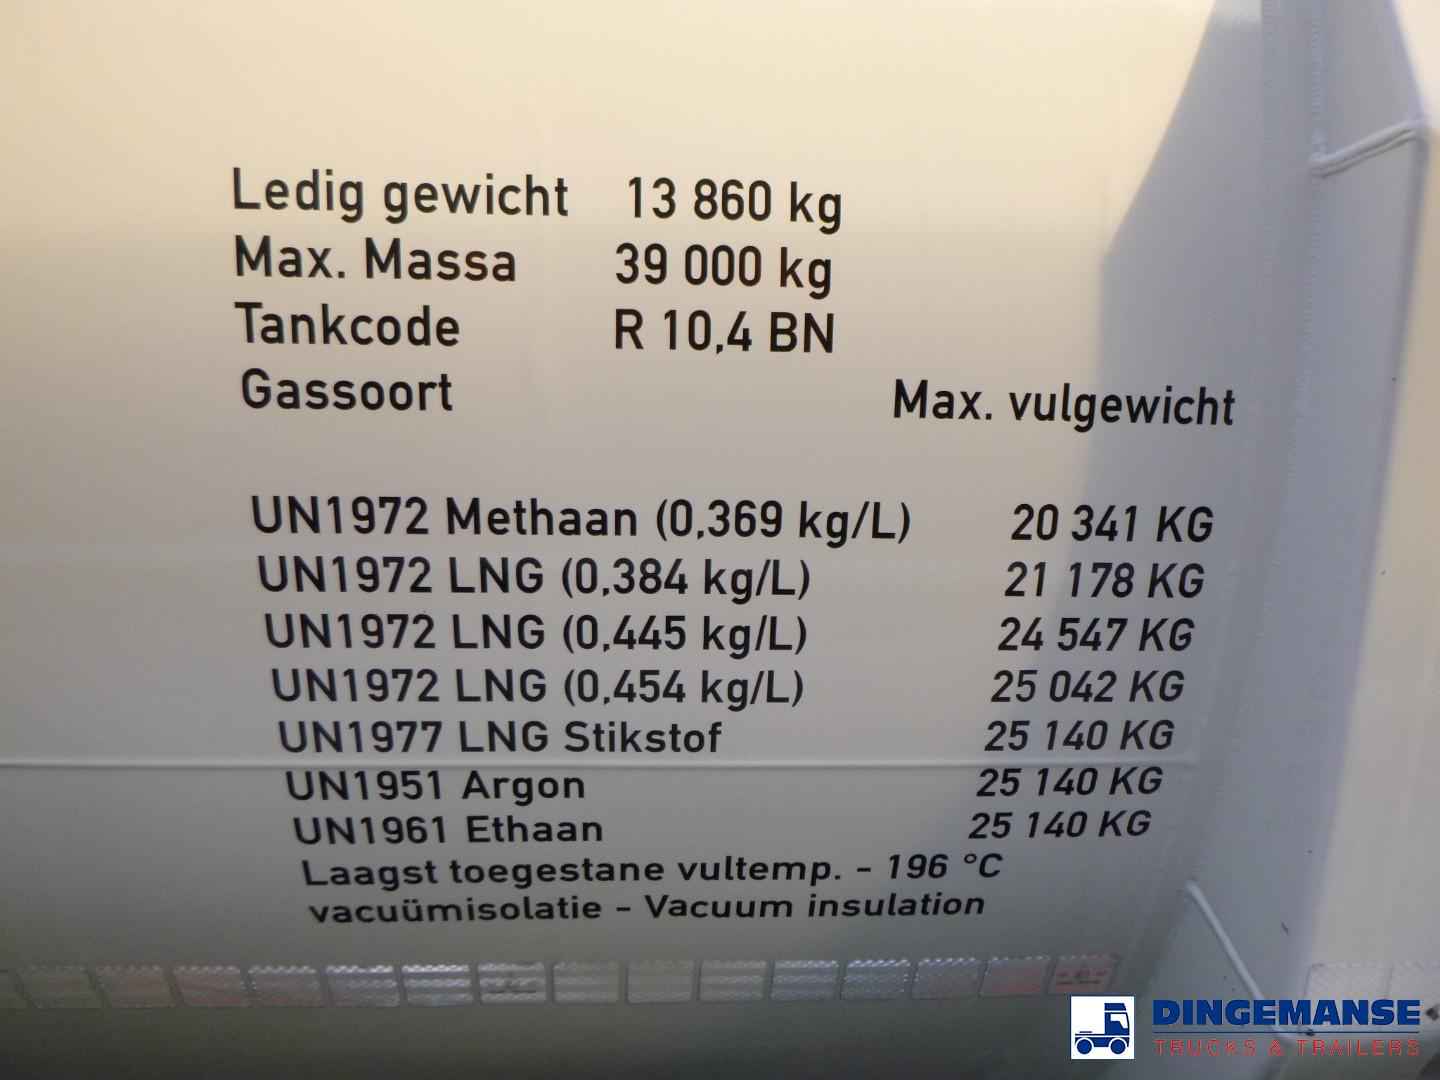 Ledig gewicht 13 860 kg
Max. Massa 39 000 kg
Tankcode R 10,4 BN
Gassoort Max. vulgewicht
UN1972 Methaan (0,369 kg/L) 20 341 KG
UN1972 LNG (0,384 kg/L) 21 178 KG
UN1972 LNG (0,445 kg/L) 24 547 KG
UN1972 LNG (0,454 kg/L) 25 042 KG
UN1977 LNG Stikstof 25 140 KG
UN1951 Argon 25 140 KG
UN1961 Ethaan 25 140 KG
Laagst toegestane vultemp. - 196 °C
vacuümisolatie - Vacuum insulation
DINGEMANSE
TRUCKS & TRAILERS